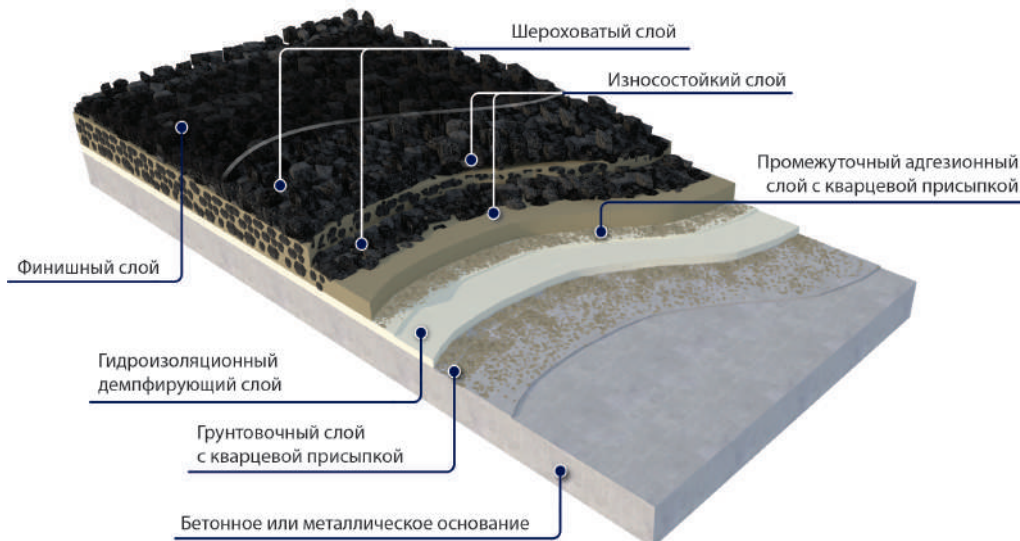 Шероховатый слой
Износостойкий слой
Промежуточный адгезионный
слой с кварцевой присыпкой
Финишный слой
Гидроизоляционный
демпфирующий слой
Грунтовочный слой
с кварцевой присыпкой
Бетонное или металлическое основание